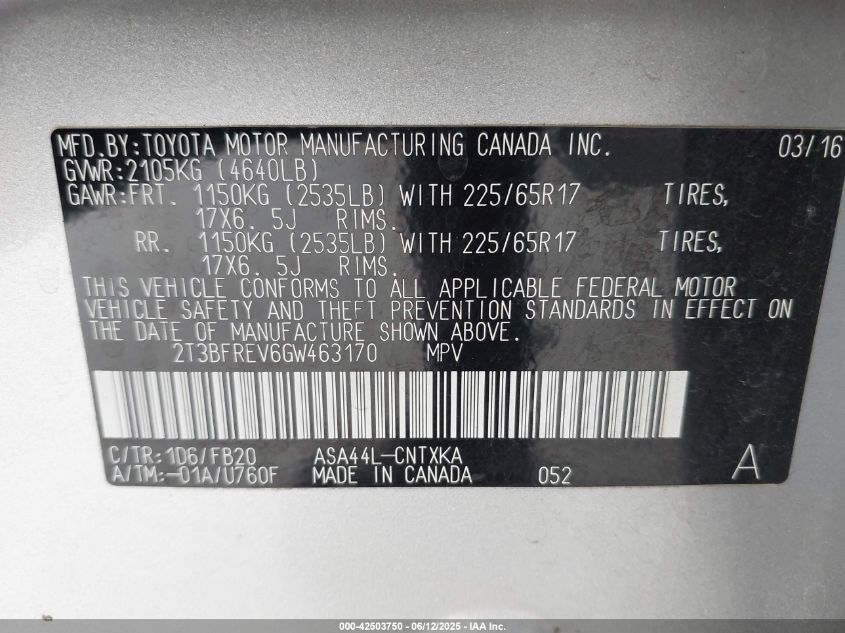 MFD.BY:TOYOTA MOTOR MANUFACTURING CANADA INC. 03/16
GVWR:2105KG (4640LB)
GAWR:FRT. 1150KG (2535LB) WITH 225/65R17 TIRES,
17X6. 5J RIMS.
RR. 1150KG (2535LB) WITH 225/65R17 TIRES,
17X6. 5J RIMS.
THIS VEHICLE CONFORMS TO ALL APPLICABLE FEDERAL MOTOR
VEHICLE SAFETY AND THEFT PREVENTION STANDARDS IN EFFECT ON
THE DATE OF MANUFACTURE SHOWN ABOVE.
2T3BFREV6GW463170 MPV
C/TR:1D6/FB20 ASA44L-CNTXKA
A/TM:-01A/U760F MADE IN CANADA 052 A
000-42503750 - 06/12/2025 - IAA Inc.